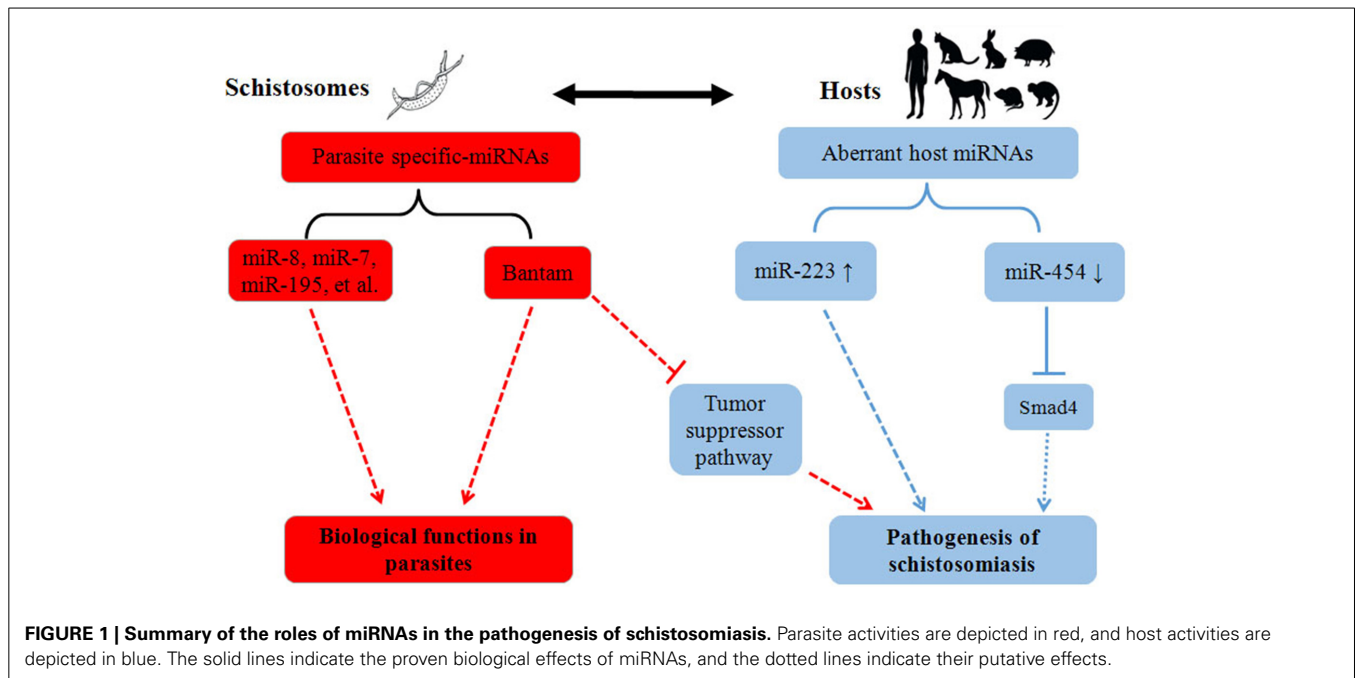 Schistosomes
Hosts
Parasite specific-miRNAs
Aberrant host miRNAs
miR-8, miR-7,
miR-195, et al.
Bantam
miR-223 ↑
miR-454 ↓
Tumor
suppressor
pathway
Smad4
Biological functions in
parasites
Pathogenesis of
schistosomiasis
FIGURE 1 | Summary of the roles of miRNAs in the pathogenesis of schistosomiasis. Parasite activities are depicted in red, and host activities are
depicted in blue. The solid lines indicate the proven biological effects of miRNAs, and the dotted lines indicate their putative effects.